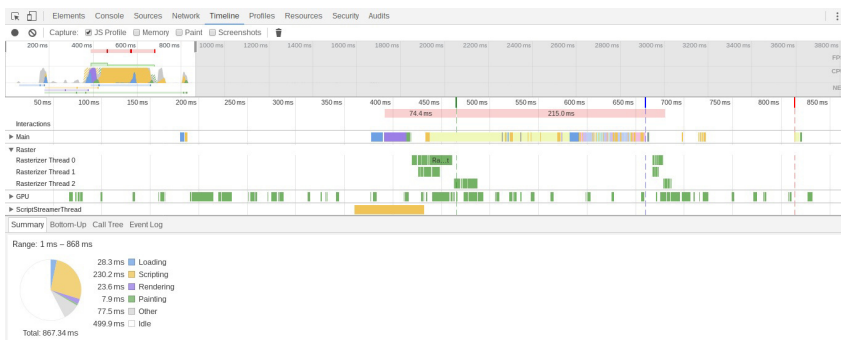 Elements Console Sources Network Timeline Profiles Resources Security Audits
Capture: JS Profile Memory Paint Screenshots
200 ms 400 ms 600 ms 800 ms 1000 ms 1200 ms 1400 ms 1600 ms 1800 ms 2000 ms 2200 ms 2400 ms 2600 ms 2800 ms 3000 ms 3200 ms 3400 ms 3600 ms 3800 ms
FP
CP
NE
50 ms 100 ms 150 ms 200 ms 250 ms 300 ms 350 ms 400 ms 450 ms 500 ms 550 ms 600 ms 650 ms 700 ms 750 ms 800 ms 850 ms
74.4 ms 215.0 ms
Interactions
Main
Raster
Rasterizer Thread 0 Ra...t
Rasterizer Thread 1
Rasterizer Thread 2
GPU
ScriptStreamerThread
Summary Bottom-Up Call Tree Event Log
Range: 1 ms – 868 ms
28.3 ms Loading
230.2 ms Scripting
23.6 ms Rendering
7.9 ms Painting
77.5 ms Other
499.9 ms Idle
Total: 867.34 ms